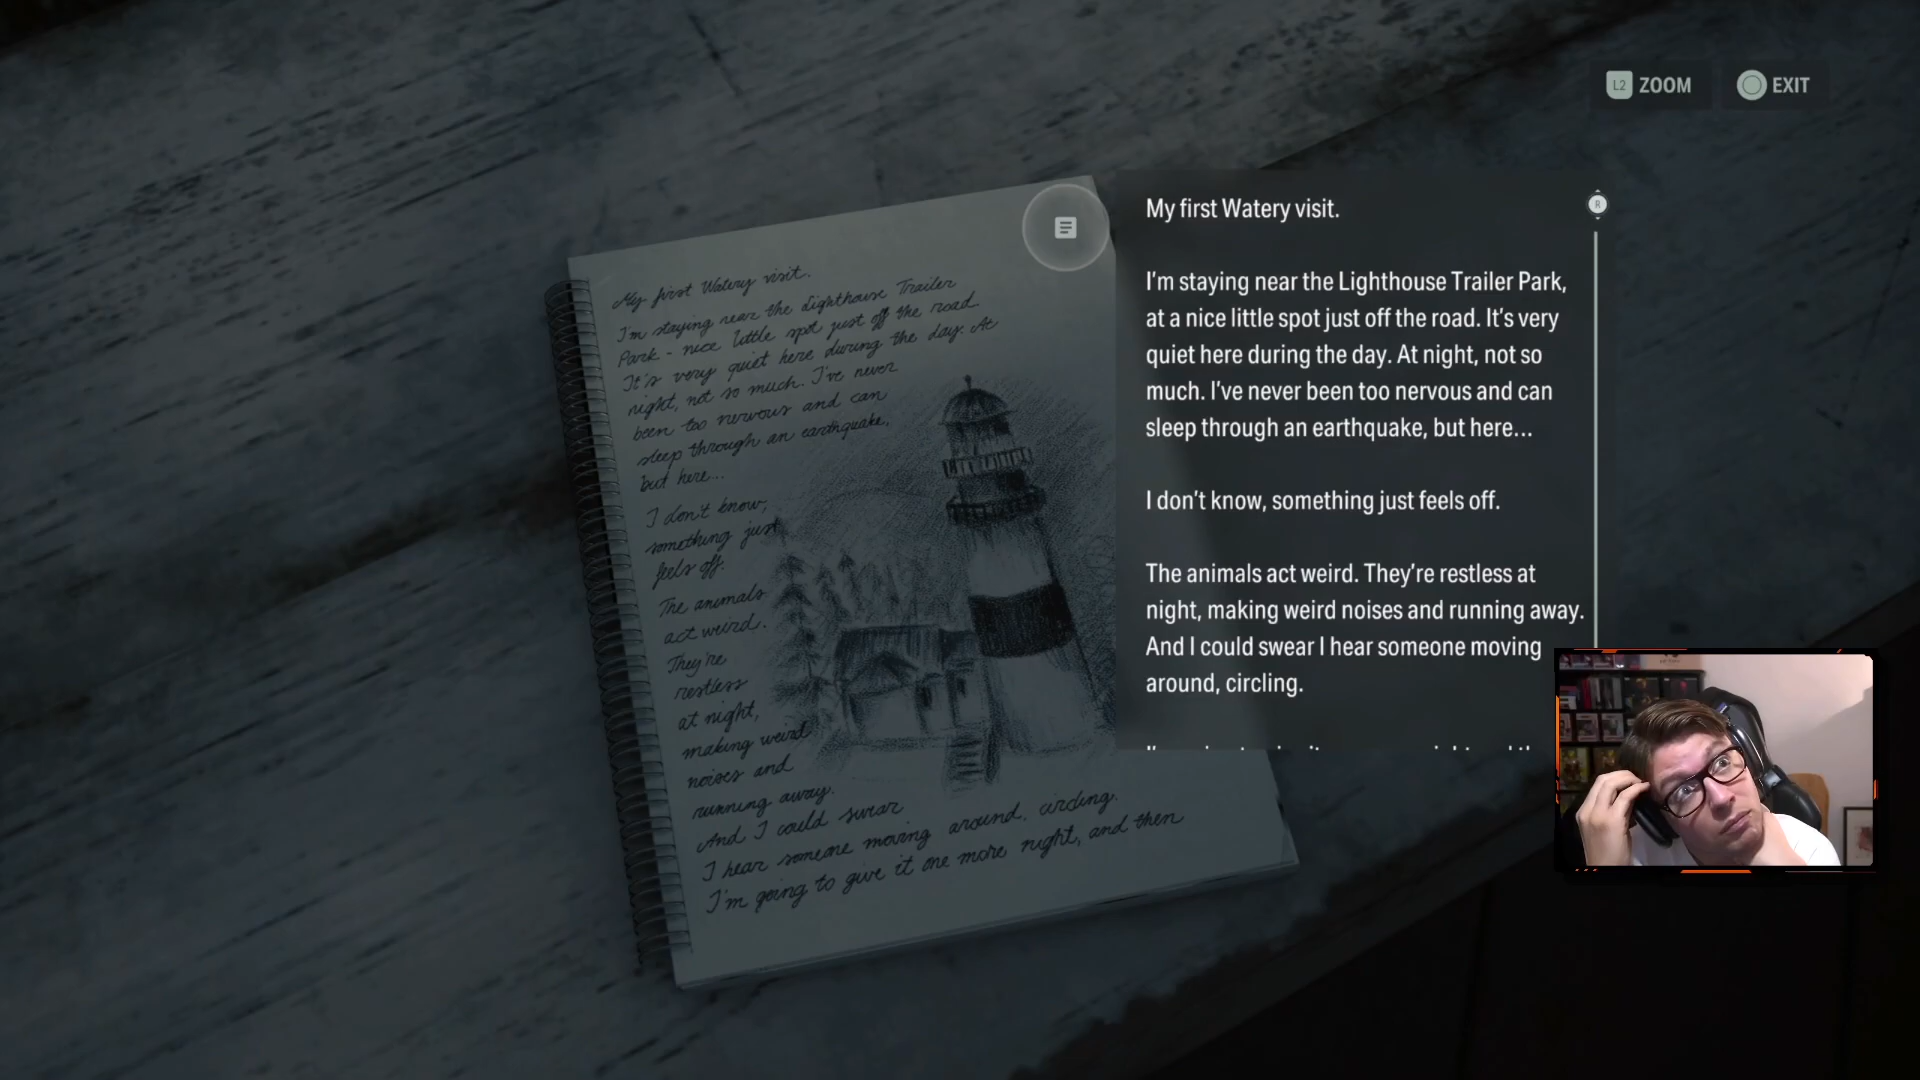 L2 ZOOM EXIT
My first Watery visit.
I'm staying near the Lighthouse Trailer
Park - nice little spot just off the road.
It's very quiet here during the day. At
night, not so much. I've never
been too nervous and can
sleep through an earthquake,
but here...
I don't know,
something just
feels off.
The animals
act weird.
They're
restless
at night,
making weird
noises and
running away.
And I could swear
I hear someone moving around, circling.
I'm going to give it one more night, and then
R
My first Watery visit.
I'm staying near the Lighthouse Trailer Park,
at a nice little spot just off the road. It's very
quiet here during the day. At night, not so
much. I've never been too nervous and can
sleep through an earthquake, but here...
I don't know, something just feels off.
The animals act weird. They're restless at
night, making weird noises and running away.
And I could swear I hear someone moving
around, circling.